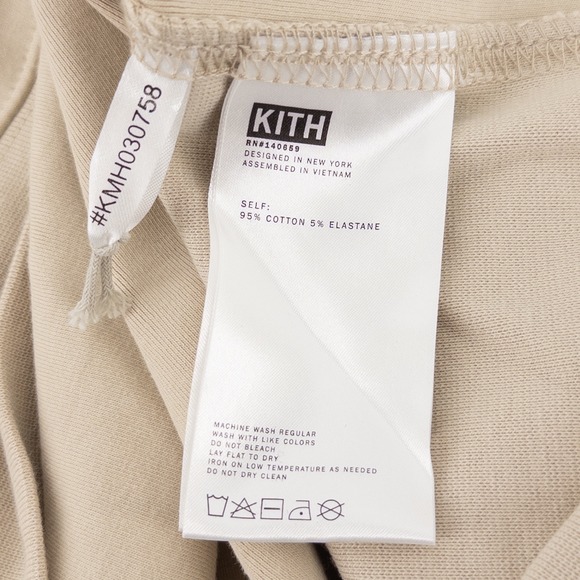 #KMH030758
KITH
RN#140659
DESIGNED IN NEW YORK
ASSEMBLED IN VIETNAM
SELF:
95% COTTON 5% ELASTANE
MACHINE WASH REGULAR
WASH WITH LIKE COLORS
DO NOT BLEACH
LAY FLAT TO DRY
IRON ON LOW TEMPERATURE AS NEEDED
DO NOT DRY CLEAN